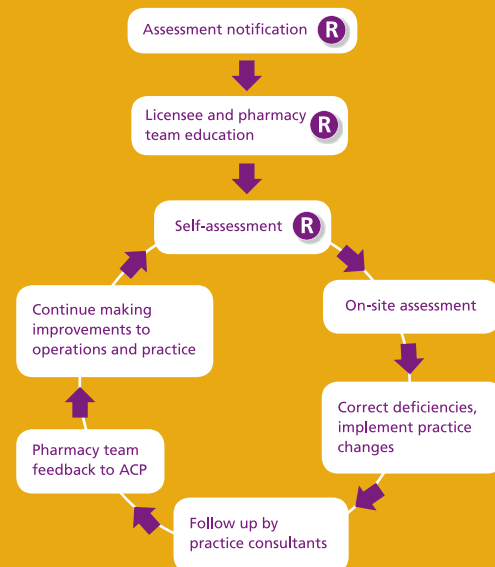 Assessment notification R
Licensee and pharmacy R
team education
Self-assessment R
On-site assessment
Correct deficiencies,
implement practice
changes
Follow up by
practice consultants
Pharmacy team
feedback to ACP
Continue making
improvements to
operations and practice